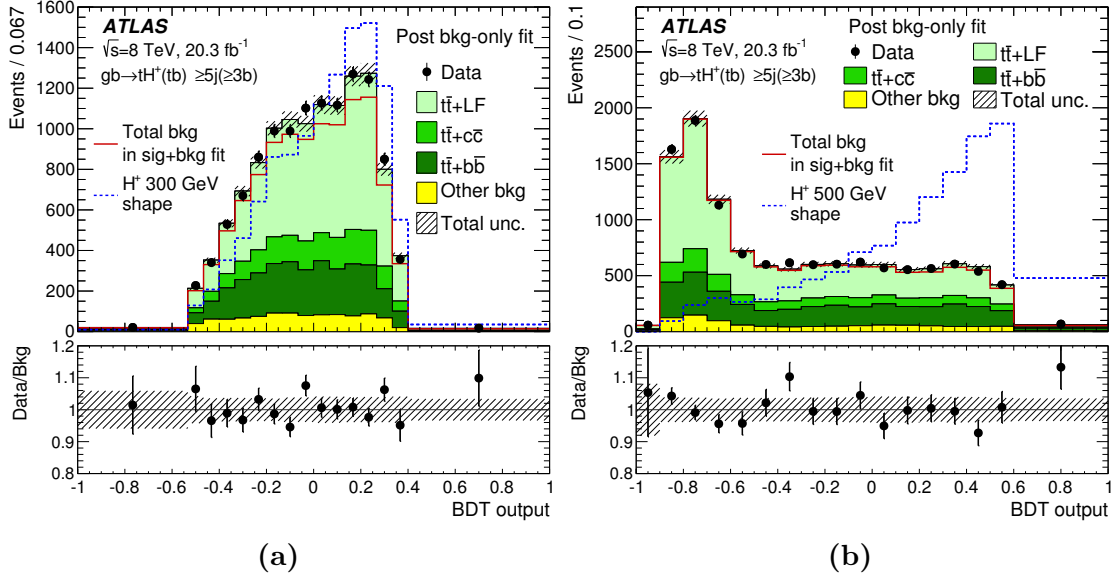 Events / 0.067
1600
1400
1200
1000
800
600
400
200
0
ATLAS
√s=8 TeV, 20.3 fb⁻¹
gb→tH⁺(tb) ≥5j(≥3b)
Total bkg
in sig+bkg fit
H⁺ 300 GeV
shape
Post bkg-only fit
Data
tt̄+LF
tt̄+cc̄
tt̄+bb̄
Other bkg
Total unc.
Data/Bkg
1.2
1.1
1
0.9
0.8
-1 -0.8 -0.6 -0.4 -0.2 0 0.2 0.4 0.6 0.8 1
BDT output
(a)
Events / 0.1
2500
2000
1500
1000
500
0
ATLAS
√s=8 TeV, 20.3 fb⁻¹
gb→tH⁺(tb) ≥5j(≥3b)
Post bkg-only fit
Data tt̄+LF
tt̄+cc̄ tt̄+bb̄
Other bkg Total unc.
Total bkg
in sig+bkg fit
H⁺ 500 GeV
shape
Data/Bkg
1.2
1.1
1
0.9
0.8
-1 -0.8 -0.6 -0.4 -0.2 0 0.2 0.4 0.6 0.8 1
BDT output
(b)